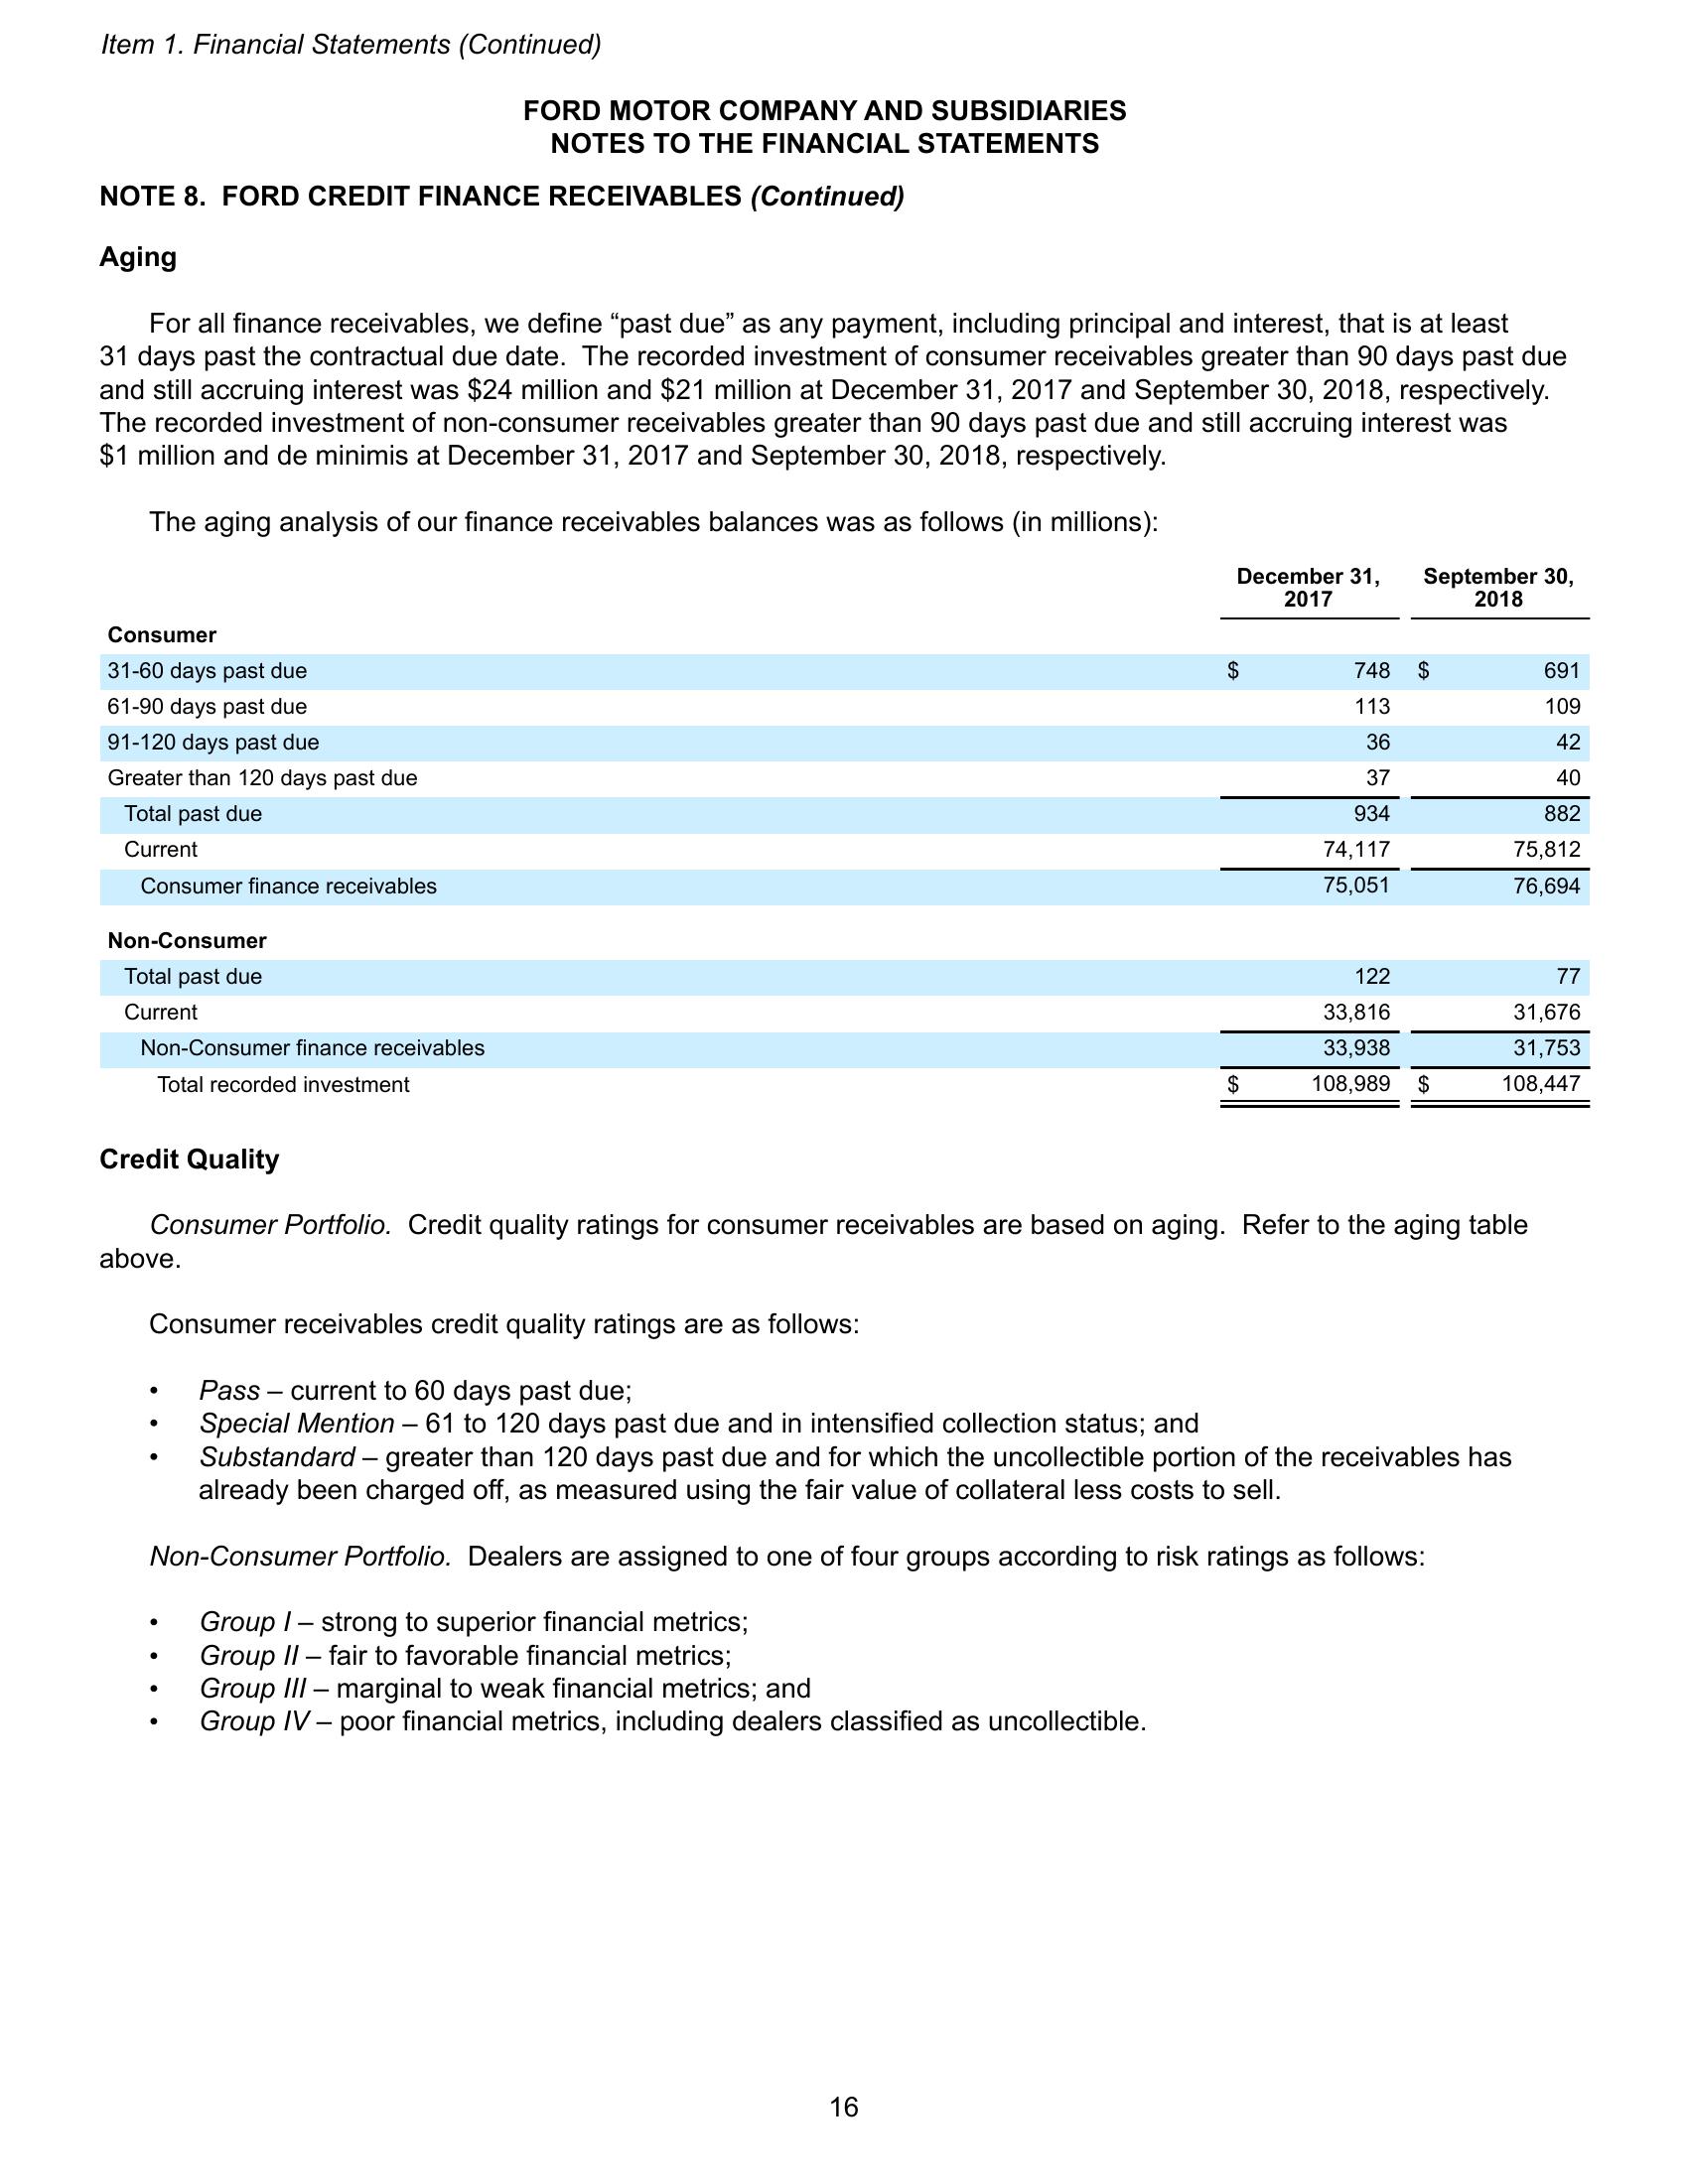 Item 1. Financial Statements (Continued)
FORD MOTOR COMPANY AND SUBSIDIARIES
NOTES TO THE FINANCIAL STATEMENTS
NOTE 8.  FORD CREDIT FINANCE RECEIVABLES (Continued)
Aging
For all finance receivables, we define “past due” as any payment, including principal and interest, that is at least
31 days past the contractual due date.  The recorded investment of consumer receivables greater than 90 days past due
and still accruing interest was $24 million and $21 million at December 31, 2017 and September 30, 2018, respectively.
The recorded investment of non-consumer receivables greater than 90 days past due and still accruing interest was
$1 million and de minimis at December 31, 2017 and September 30, 2018, respectively.
The aging analysis of our finance receivables balances was as follows (in millions):
December 31, September 30,
2017 2018
Consumer
31-60 days past due $ 748 $ 691
61-90 days past due 113 109
91-120 days past due 36 42
Greater than 120 days past due 37 40
Total past due 934 882
Current 74,117 75,812
Consumer finance receivables 75,051 76,694
Non-Consumer
Total past due 122 77
Current 33,816 31,676
Non-Consumer finance receivables 33,938 31,753
Total recorded investment $ 108,989 $ 108,447
Credit Quality
Consumer Portfolio.  Credit quality ratings for consumer receivables are based on aging.  Refer to the aging table
above.
Consumer receivables credit quality ratings are as follows:
• Pass – current to 60 days past due;
• Special Mention – 61 to 120 days past due and in intensified collection status; and
• Substandard – greater than 120 days past due and for which the uncollectible portion of the receivables has
already been charged off, as measured using the fair value of collateral less costs to sell.
Non-Consumer Portfolio.  Dealers are assigned to one of four groups according to risk ratings as follows:
• Group I – strong to superior financial metrics;
• Group II – fair to favorable financial metrics;
• Group III – marginal to weak financial metrics; and
• Group IV – poor financial metrics, including dealers classified as uncollectible.
16